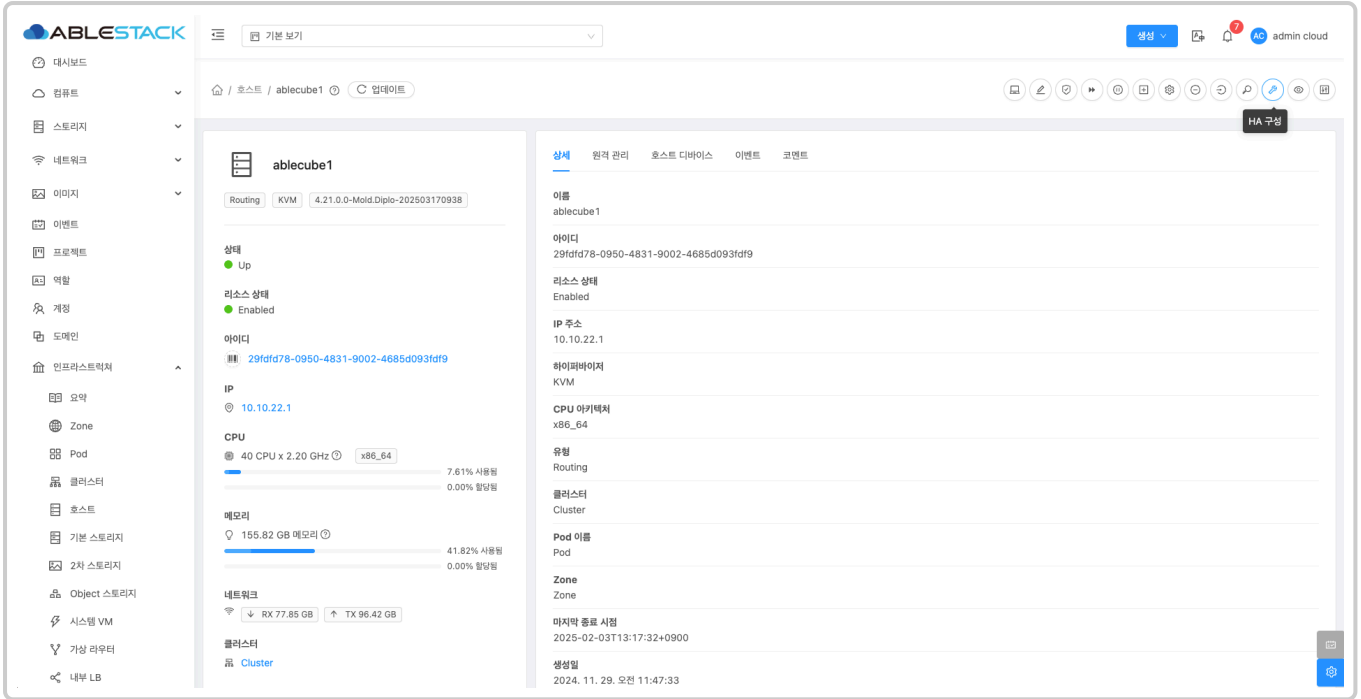 ABLESTACK
기본 보기
생성
7
AC
admin cloud
대시보드
컴퓨트
스토리지
네트워크
이미지
이벤트
프로젝트
역할
계정
도메인
인프라스트럭쳐
요약
Zone
Pod
클러스터
호스트
기본 스토리지
2차 스토리지
Object 스토리지
시스템 VM
가상 라우터
내부 LB
/ 호스트 / ablecube1
업데이트
HA 구성
ablecube1
Routing
KVM
4.21.0.0-Mold.Diplo-202503170938
상태
Up
리소스 상태
Enabled
아이디
29fdfd78-0950-4831-9002-4685d093fdf9
IP
10.10.22.1
CPU
40 CPU x 2.20 GHz
x86_64
7.61% 사용됨
0.00% 할당됨
메모리
155.82 GB 메모리
41.82% 사용됨
0.00% 할당됨
네트워크
RX 77.85 GB
TX 96.42 GB
클러스터
Cluster
상세
원격 관리
호스트 디바이스
이벤트
코멘트
이름
ablecube1
아이디
29fdfd78-0950-4831-9002-4685d093fdf9
리소스 상태
Enabled
IP 주소
10.10.22.1
하이퍼바이저
KVM
CPU 아키텍처
x86_64
유형
Routing
클러스터
Cluster
Pod 이름
Pod
Zone
Zone
마지막 종료 시점
2025-02-03T13:17:32+0900
생성일
2024. 11. 29. 오전 11:47:33